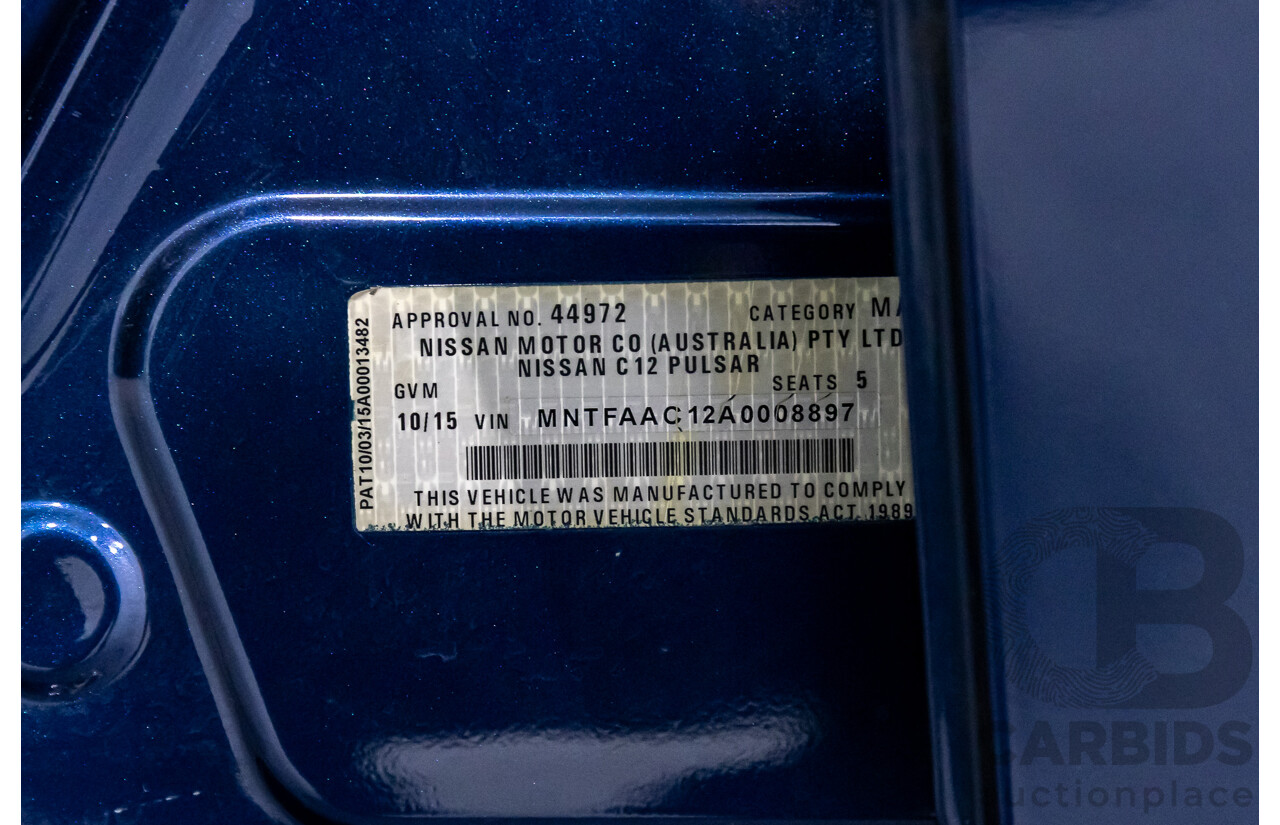 APPROVAL NO. 44972 CATEGORY MA
NISSAN MOTOR CO (AUSTRALIA) PTY LTD
NISSAN C12 PULSAR
GVM SEATS 5
10/15 VIN MNTFAAC12A0008897
THIS VEHICLE WAS MANUFACTURED TO COMPLY
WITH THE MOTOR VEHICLE STANDARDS ACT 1989
PAT10/03/15A00013482
CB
CARBIDS
auctionplace